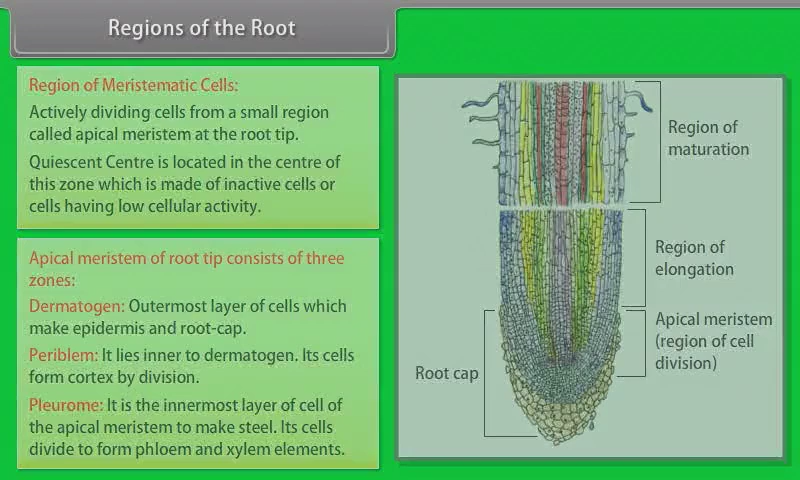 Regions of the Root
Region of Meristematic Cells:
Actively dividing cells from a small region
called apical meristem at the root tip.
Quiescent Centre is located in the centre of
this zone which is made of inactive cells or
cells having low cellular activity.
Apical meristem of root tip consists of three
zones:
Dermatogen: Outermost layer of cells which
make epidermis and root-cap.
Periblem: It lies inner to dermatogen. Its cells
form cortex by division.
Pleurome: It is the innermost layer of cell of
the apical meristem to make steel. Its cells
divide to form phloem and xylem elements.
Region of
maturation
Region of
elongation
Apical meristem
(region of cell
division)
Root cap